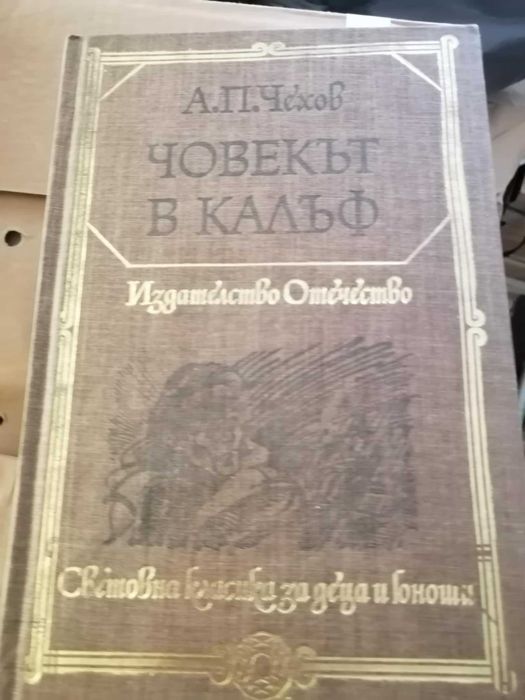 А.П.Чехов
ЧОВЕКЪТ
В КАЛЪФ
Издателство Отечество
Световна класика за деца и юноши